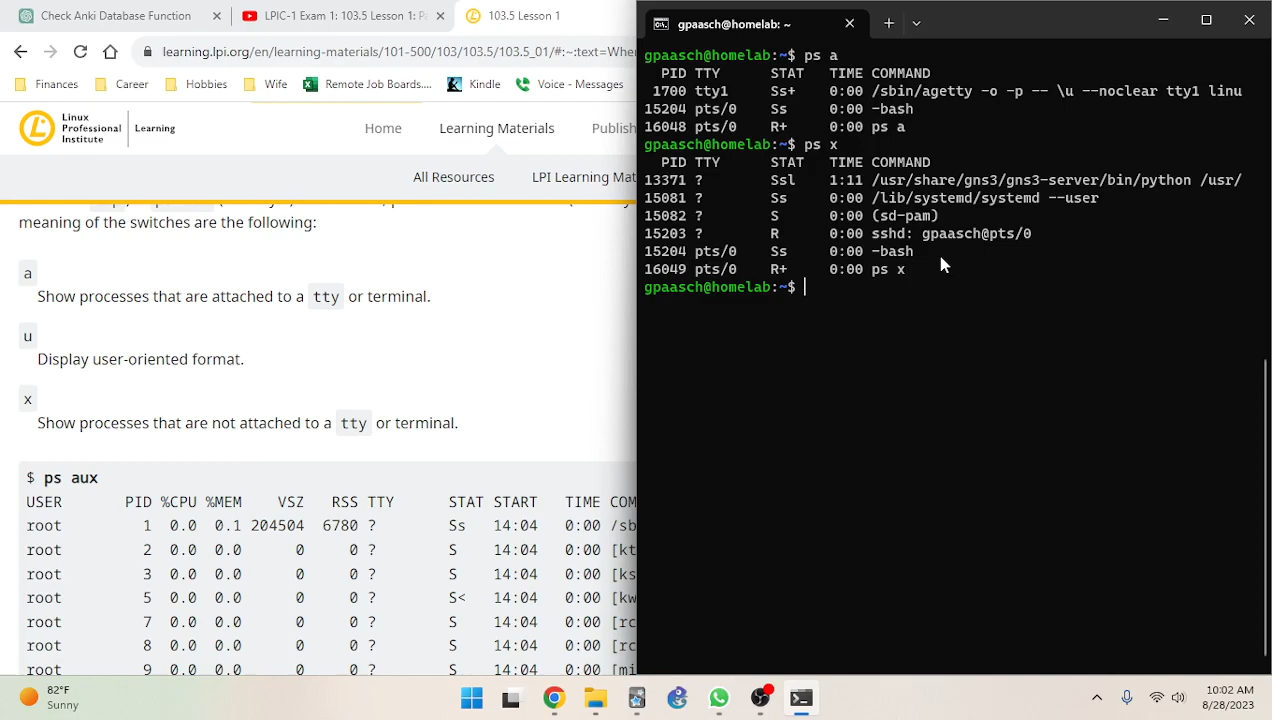 Check Anki Database Function
LPIC-1 Exam 1: 103.5 Lesson 1: P
103.5 Lesson 1
learning.lpi.org/en/learning-materials/101-500/103/103.5/103.5_01/#:~:text=Whe
Finances
Career
Hobbies
Wife
Remote Job Boards....
Kindle
Voice - Messages
Linux
Professional
Institute
Learning
Home
Learning Materials
Publish
All Resources
LPI Learning Mat
meaning of the switches are the following:
a
Show processes that are attached to a tty or terminal.
u
Display user-oriented format.
x
Show processes that are not attached to a tty or terminal.
$ ps aux
USER PID %CPU %MEM VSZ RSS TTY STAT START TIME COM
root 1 0.0 0.1 204504 6780 ? Ss 14:04 0:00 /sb
root 2 0.0 0.0 0 0 ? S 14:04 0:00 [kt
root 3 0.0 0.0 0 0 ? S 14:04 0:00 [ks
root 5 0.0 0.0 0 0 ? S< 14:04 0:00 [kw
root 7 0.0 0.0 0 0 ? S 14:04 0:00 [rc
root 8 0.0 0.0 0 0 ? S 14:04 0:00 [rc
root 9 0.0 0.0 0 0 ? S 14:04 0:00 [mi
gpaasch@homelab: ~
gpaasch@homelab:~$ ps a
PID TTY STAT TIME COMMAND
1700 tty1 Ss+ 0:00 /sbin/agetty -o -p -- \u --noclear tty1 linu
15204 pts/0 Ss 0:00 -bash
16048 pts/0 R+ 0:00 ps a
gpaasch@homelab:~$ ps x
PID TTY STAT TIME COMMAND
13371 ? Ssl 1:11 /usr/share/gns3/gns3-server/bin/python /usr/
15081 ? Ss 0:00 /lib/systemd/systemd --user
15082 ? S 0:00 (sd-pam)
15203 ? R 0:00 sshd: gpaasch@pts/0
15204 pts/0 Ss 0:00 -bash
16049 pts/0 R+ 0:00 ps x
gpaasch@homelab:~$
82°F
Sunny
10:02 AM
8/28/2023